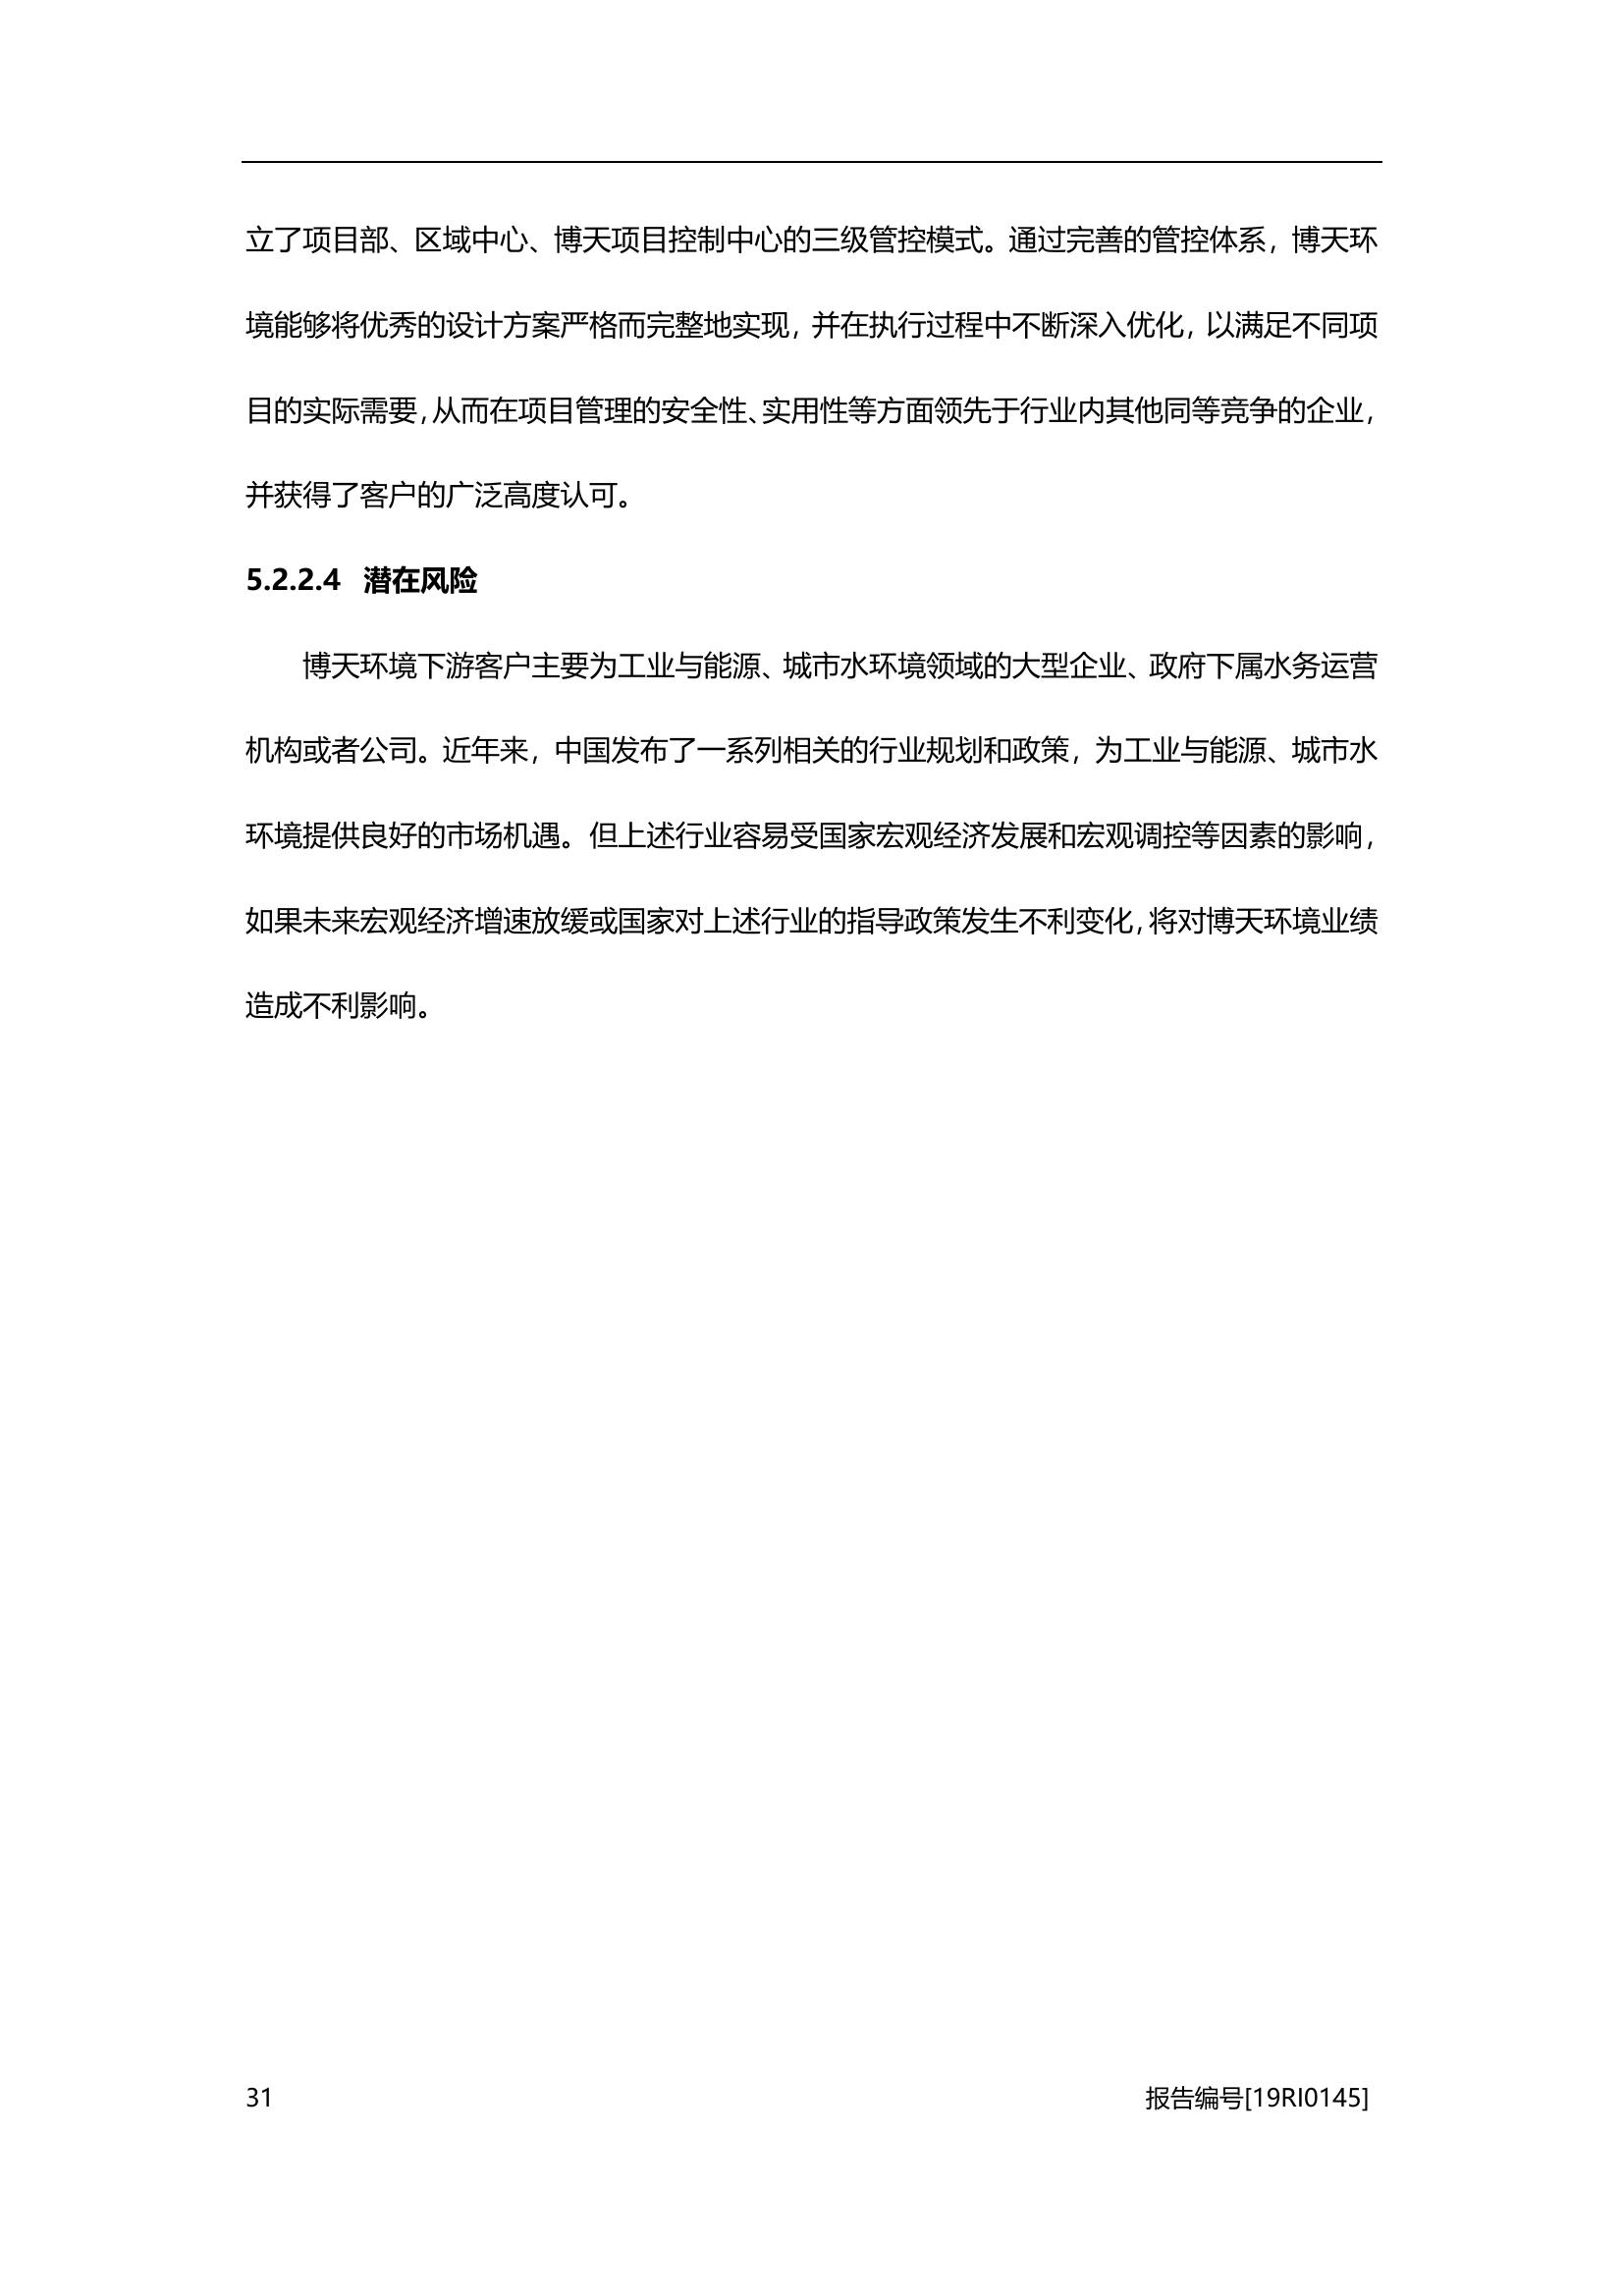 立了项目部、区域中心、博天项目控制中心的三级管控模式。通过完善的管控体系，博天环
境能够将优秀的设计方案严格而完整地实现，并在执行过程中不断深入优化，以满足不同项
目的实际需要，从而在项目管理的安全性、实用性等方面领先于行业内其他同等竞争的企业，
并获得了客户的广泛高度认可。
5.2.2.4 潜在风险
博天环境下游客户主要为工业与能源、城市水环境领域的大型企业、政府下属水务运营
机构或者公司。近年来，中国发布了一系列相关的行业规划和政策，为工业与能源、城市水
环境提供良好的市场机遇。但上述行业容易受国家宏观经济发展和宏观调控等因素的影响，
如果未来宏观经济增速放缓或国家对上述行业的指导政策发生不利变化，将对博天环境业绩
造成不利影响。
31 报告编号[19RI0145]